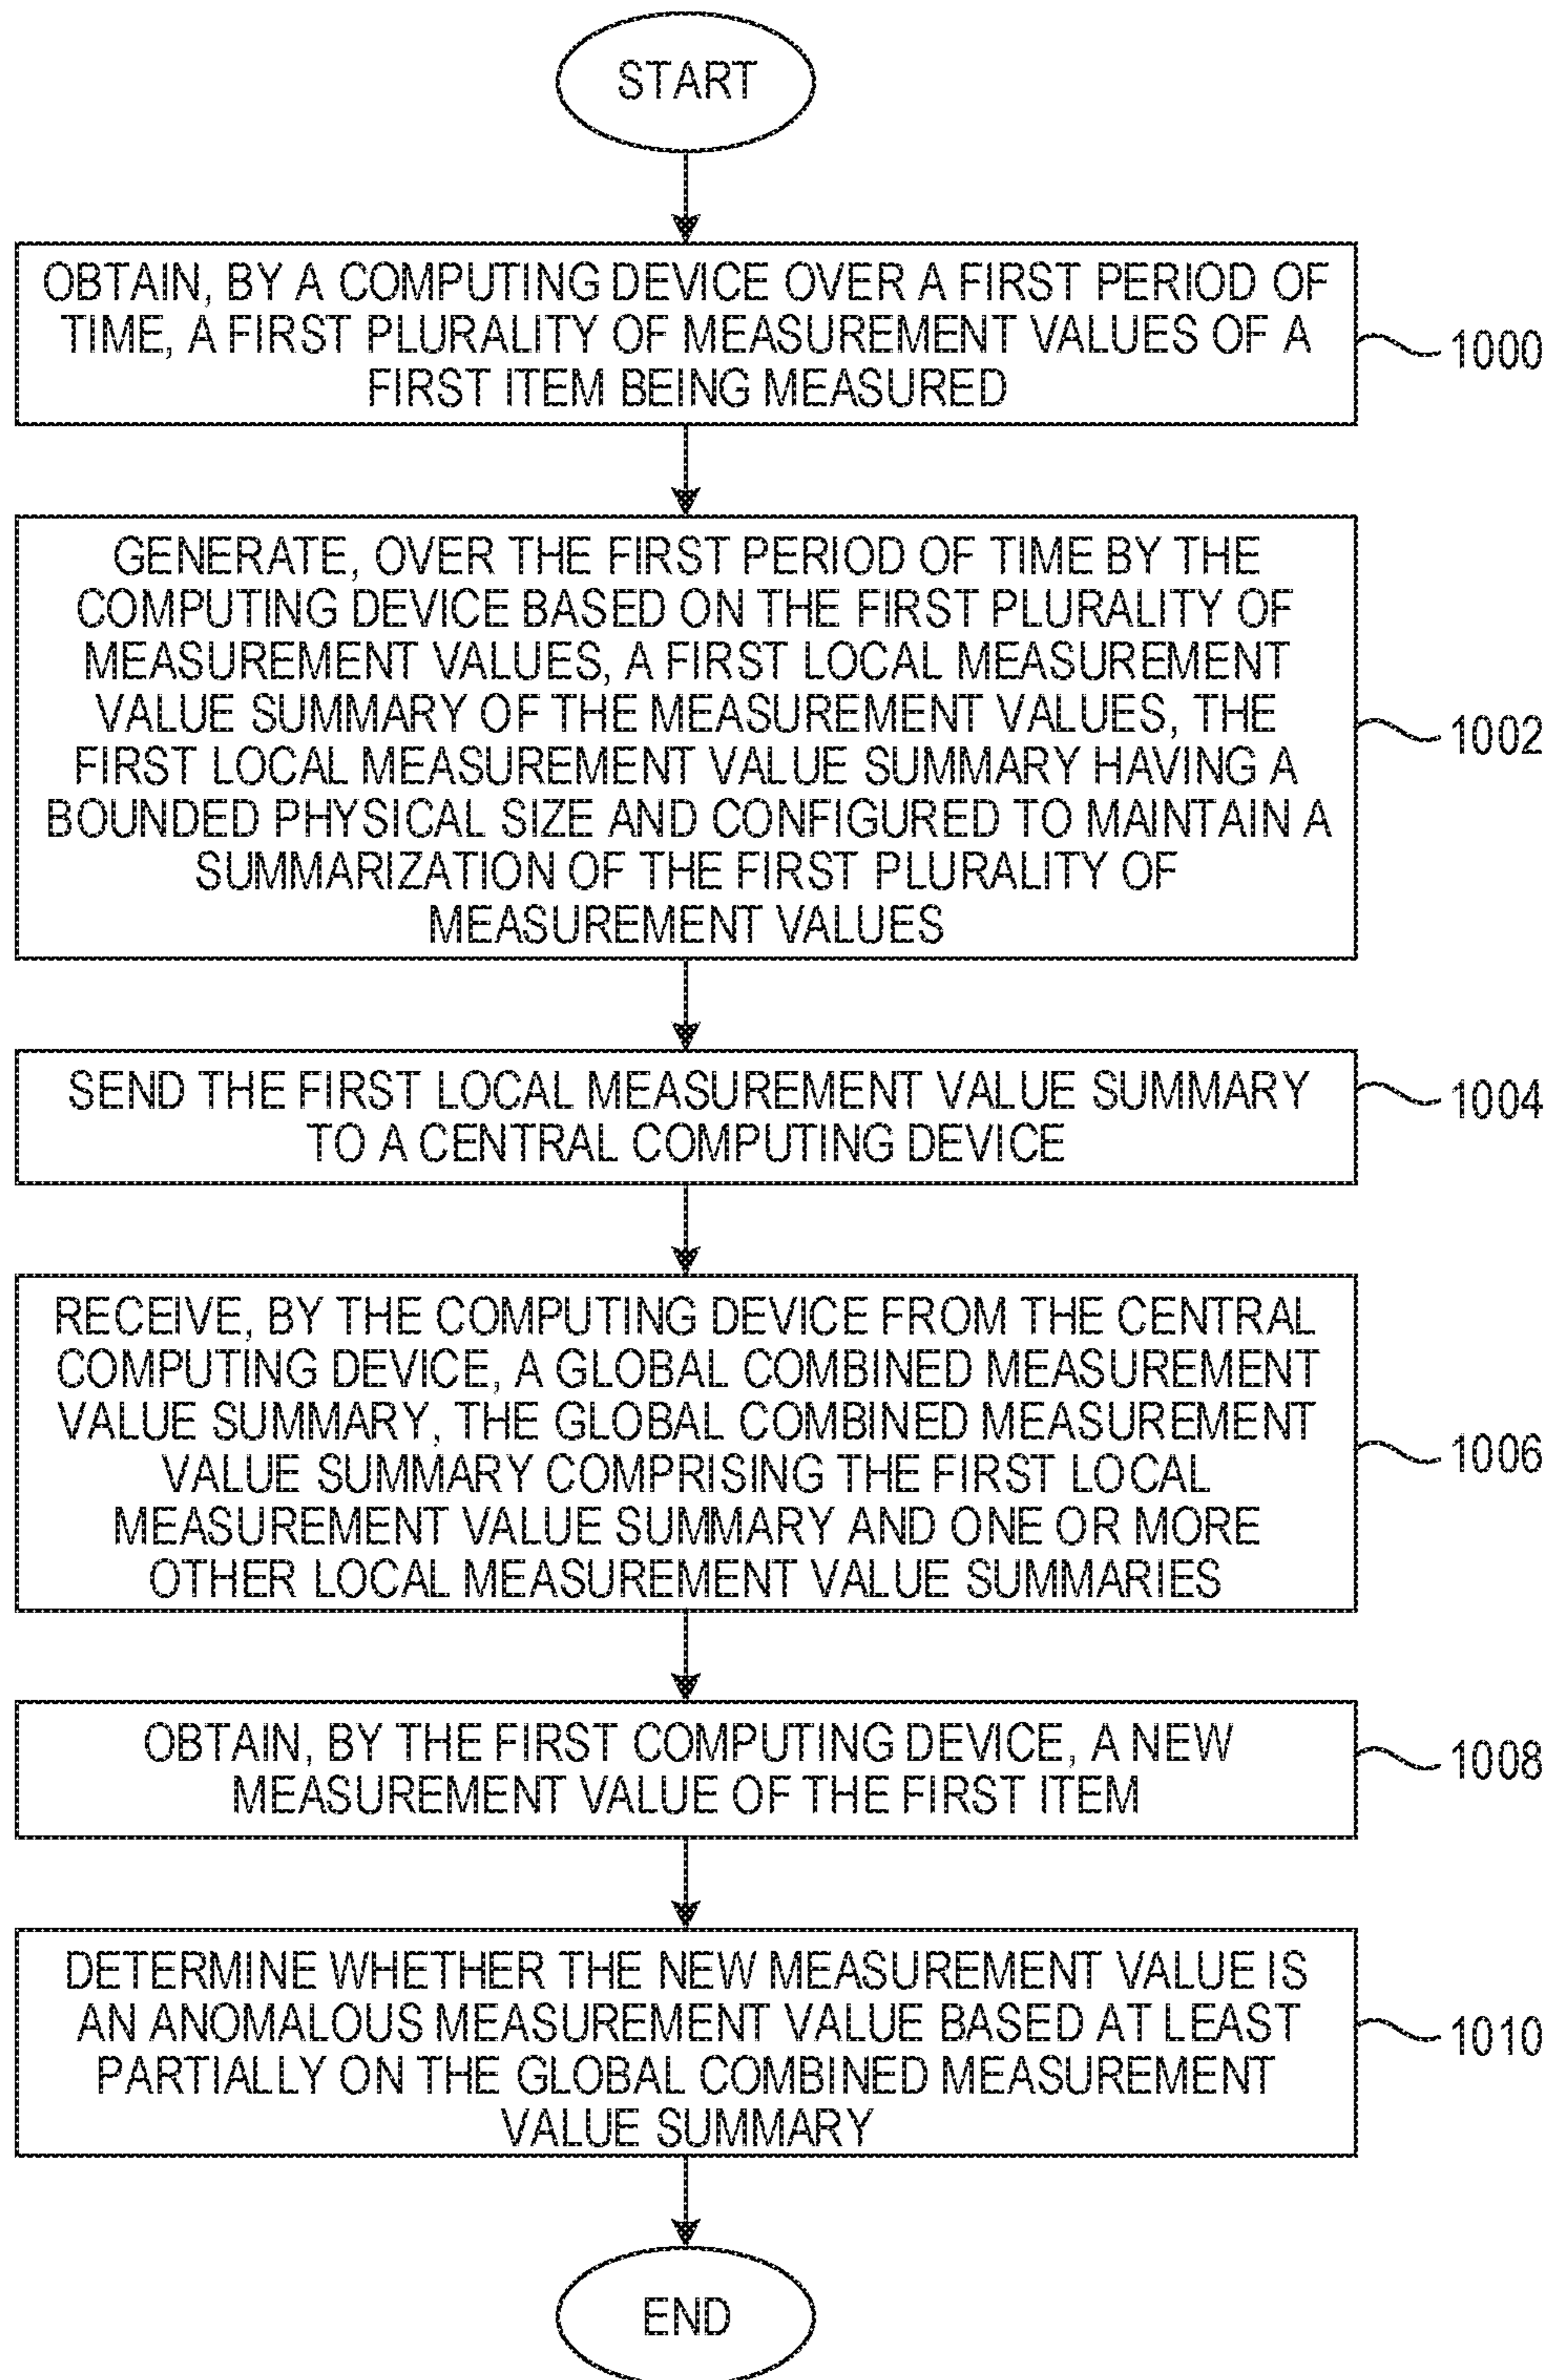 START
OBTAIN, BY A COMPUTING DEVICE OVER A FIRST PERIOD OF
TIME, A FIRST PLURALITY OF MEASUREMENT VALUES OF A
FIRST ITEM BEING MEASURED
1000
GENERATE, OVER THE FIRST PERIOD OF TIME BY THE
COMPUTING DEVICE BASED ON THE FIRST PLURALITY OF
MEASUREMENT VALUES, A FIRST LOCAL MEASUREMENT
VALUE SUMMARY OF THE MEASUREMENT VALUES, THE
FIRST LOCAL MEASUREMENT VALUE SUMMARY HAVING A
BOUNDED PHYSICAL SIZE AND CONFIGURED TO MAINTAIN A
SUMMARIZATION OF THE FIRST PLURALITY OF
MEASUREMENT VALUES
1002
SEND THE FIRST LOCAL MEASUREMENT VALUE SUMMARY
TO A CENTRAL COMPUTING DEVICE
1004
RECEIVE, BY THE COMPUTING DEVICE FROM THE CENTRAL
COMPUTING DEVICE, A GLOBAL COMBINED MEASUREMENT
VALUE SUMMARY, THE GLOBAL COMBINED MEASUREMENT
VALUE SUMMARY COMPRISING THE FIRST LOCAL
MEASUREMENT VALUE SUMMARY AND ONE OR MORE
OTHER LOCAL MEASUREMENT VALUE SUMMARIES
1006
OBTAIN, BY THE FIRST COMPUTING DEVICE, A NEW
MEASUREMENT VALUE OF THE FIRST ITEM
1008
DETERMINE WHETHER THE NEW MEASUREMENT VALUE IS
AN ANOMALOUS MEASUREMENT VALUE BASED AT LEAST
PARTIALLY ON THE GLOBAL COMBINED MEASUREMENT
VALUE SUMMARY
1010
END